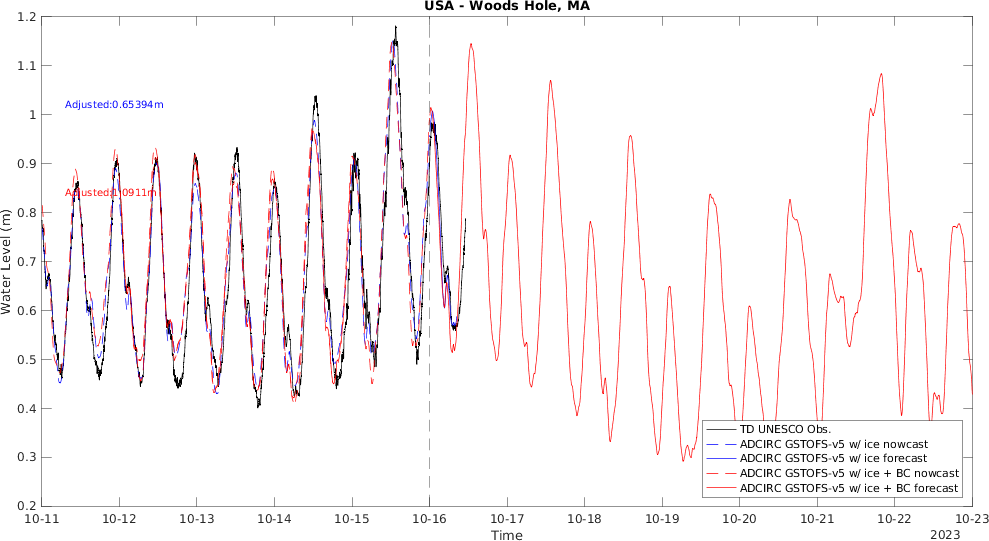 USA - Woods Hole, MA
1.2
1.1
1
0.9
0.8
0.7
0.6
0.5
0.4
0.3
0.2
Water Level (m)
Adjusted:0.65394m
Adjusted:1.0911m
TD UNESCO Obs.
ADCIRC GSTOFS-v5 w/ ice nowcast
ADCIRC GSTOFS-v5 w/ ice forecast
ADCIRC GSTOFS-v5 w/ ice + BC nowcast
ADCIRC GSTOFS-v5 w/ ice + BC forecast
10-11 10-12 10-13 10-14 10-15 10-16 10-17 10-18 10-19 10-20 10-21 10-22 10-23
Time
2023